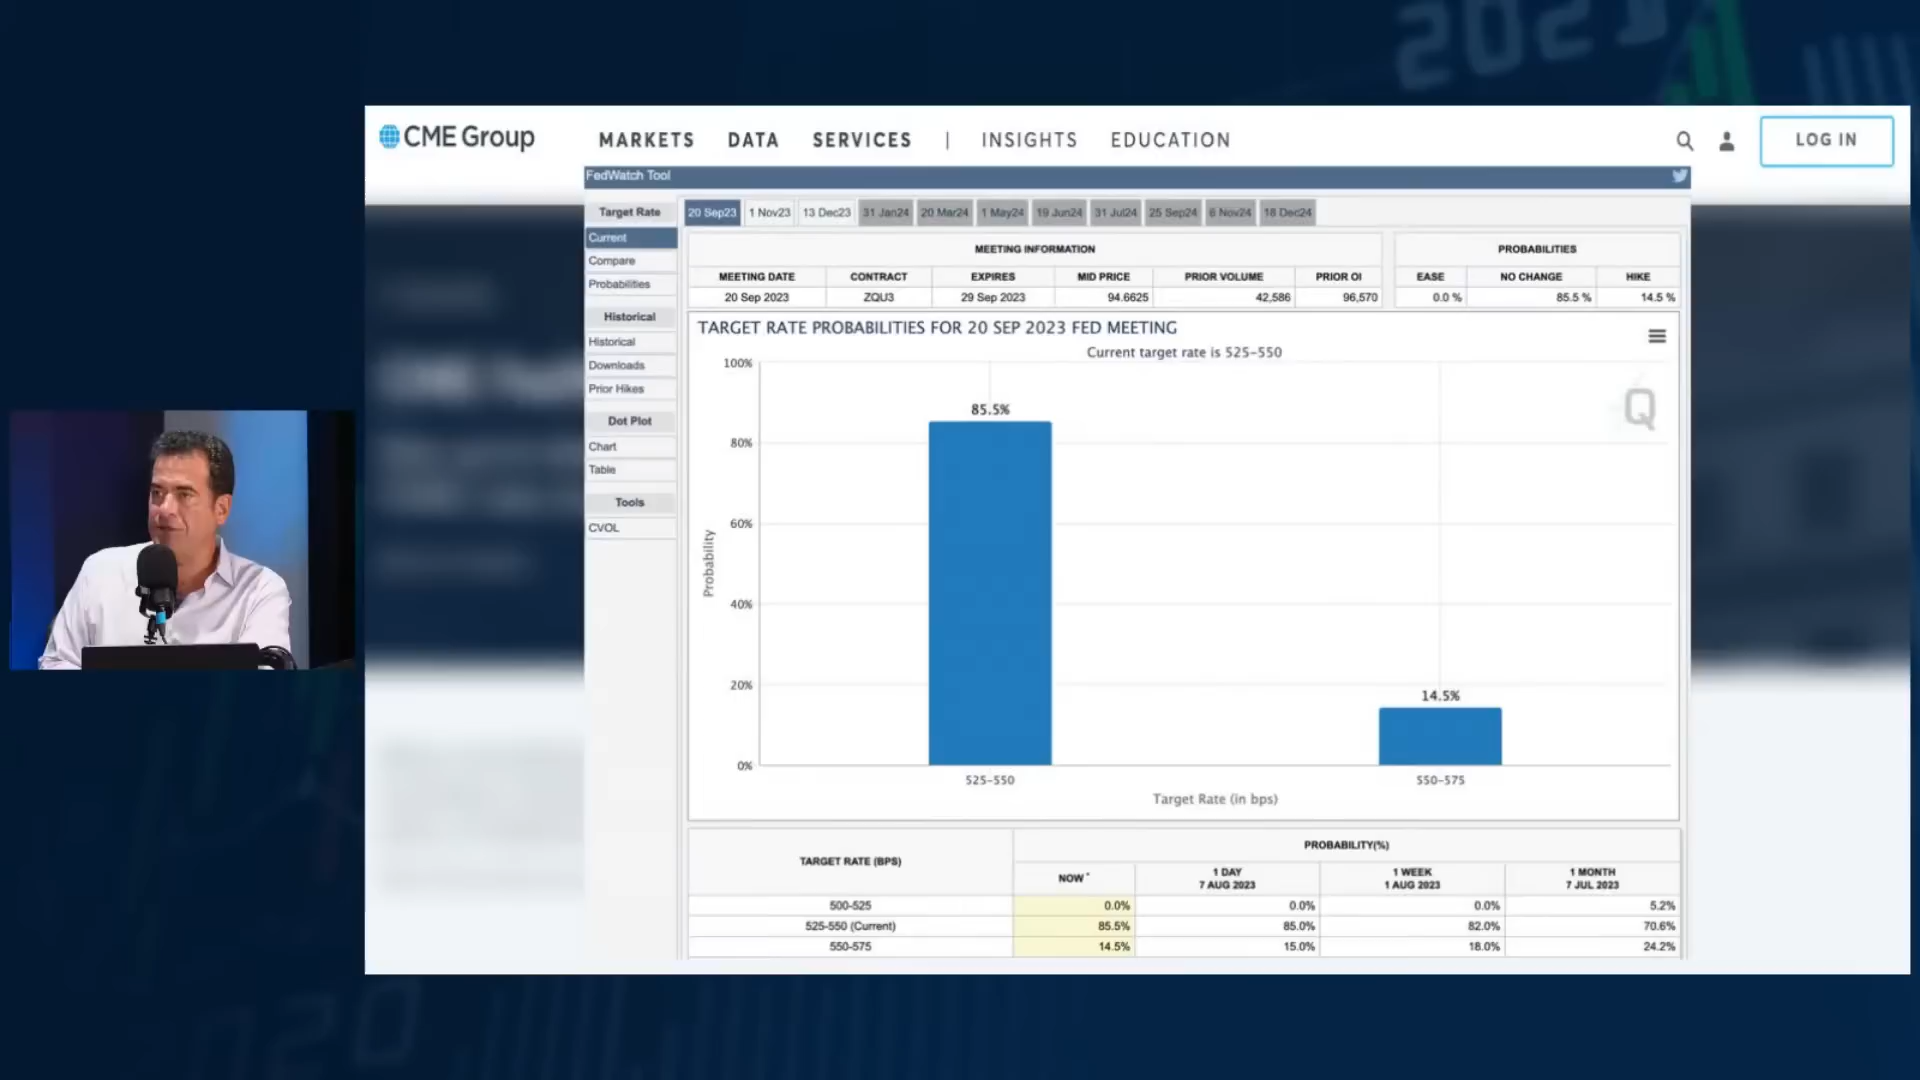 2021
CME Group
MARKETS DATA SERVICES | INSIGHTS EDUCATION
LOG IN
FedWatch Tool
Target Rate
Current
Compare
Probabilities
Historical
Historical
Downloads
Prior Hikes
Dot Plot
Chart
Table
Tools
CVOL
20 Sep23 1 Nov23 13 Dec23 31 Jan24 20 Mar24 1 May24 19 Jun24 31 Jul24 25 Sep24 6 Nov24 18 Dec24
MEETING INFORMATION
MEETING DATE CONTRACT EXPIRES MID PRICE PRIOR VOLUME PRIOR OI
20 Sep 2023 ZQU3 29 Sep 2023 94.6625 42,586 96,570
PROBABILITIES
EASE NO CHANGE HIKE
0.0 % 85.5 % 14.5 %
TARGET RATE PROBABILITIES FOR 20 SEP 2023 FED MEETING
Current target rate is 525-550
Q
Probability
100%
80%
60%
40%
20%
0%
85.5%
14.5%
525-550 550-575
Target Rate (in bps)
TARGET RATE (BPS) PROBABILITY(%)
NOW * 1 DAY 1 WEEK 1 MONTH
7 AUG 2023 1 AUG 2023 7 JUL 2023
500-525 0.0% 0.0% 0.0% 5.2%
525-550 (Current) 85.5% 85.0% 82.0% 70.6%
550-575 14.5% 15.0% 18.0% 24.2%
2020